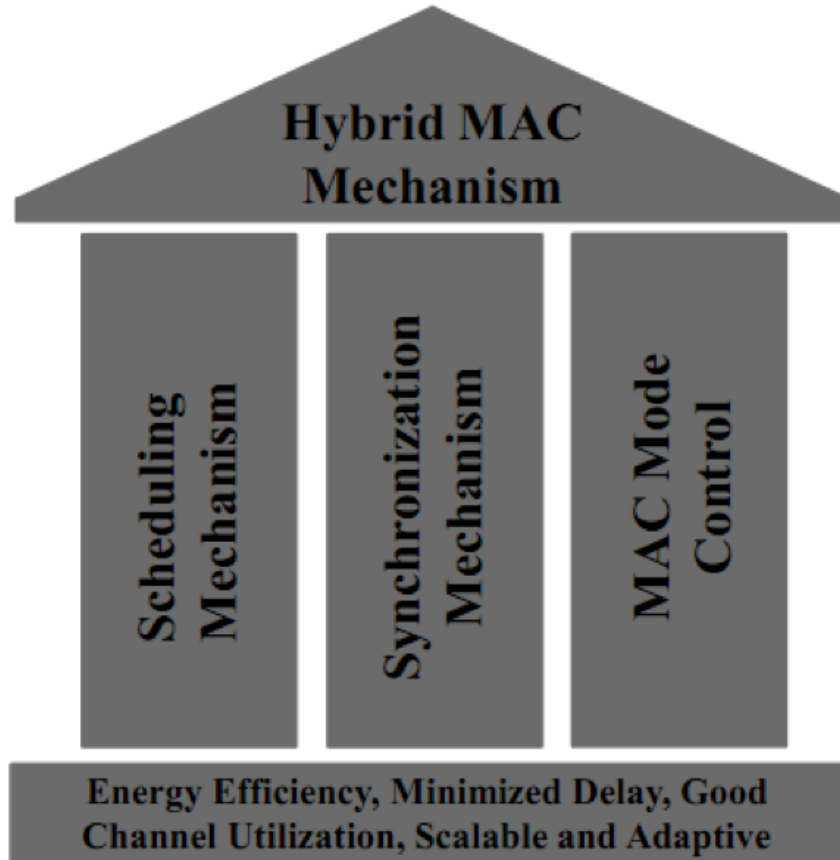 Hybrid MAC
Mechanism
Scheduling
Mechanism
Synchronization
Mechanism
MAC Mode
Control
Energy Efficiency, Minimized Delay, Good
Channel Utilization, Scalable and Adaptive